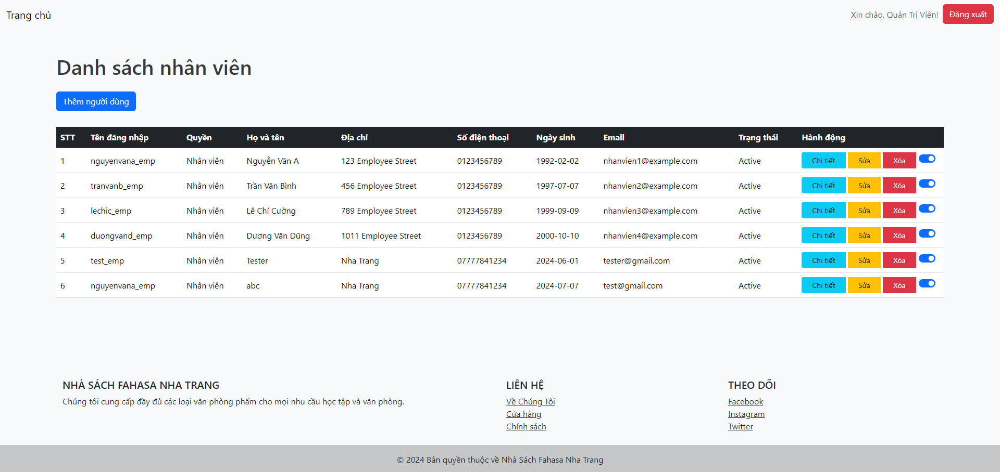 Trang chủ
Xin chào, Quản Trị Viên! Đăng xuất
Danh sách nhân viên
Thêm người dùng
STT Tên đăng nhập Quyền Họ và tên Địa chỉ Số điện thoại Ngày sinh Email Trạng thái Hành động
1 nguyenvana_emp Nhân viên Nguyễn Văn A 123 Employee Street 0123456789 1992-02-02 nhanvien1@example.com Active Chi tiết Sửa Xóa
2 tranvanb_emp Nhân viên Trần Văn Bình 456 Employee Street 0123456789 1997-07-07 nhanvien2@example.com Active Chi tiết Sửa Xóa
3 lechic_emp Nhân viên Lê Chí Cường 789 Employee Street 0123456789 1999-09-09 nhanvien3@example.com Active Chi tiết Sửa Xóa
4 duongvand_emp Nhân viên Dương Văn Dũng 1011 Employee Street 0123456789 2000-10-10 nhanvien4@example.com Active Chi tiết Sửa Xóa
5 test_emp Nhân viên Tester Nha Trang 07777841234 2024-06-01 tester@gmail.com Active Chi tiết Sửa Xóa
6 nguyenvana_emp Nhân viên abc Nha Trang 07777841234 2024-07-07 test@gmail.com Active Chi tiết Sửa Xóa
NHÀ SÁCH FAHASA NHA TRANG
Chúng tôi cung cấp đầy đủ các loại văn phòng phẩm cho mọi nhu cầu học tập và văn phòng.
LIÊN HỆ
Về Chúng Tôi
Cửa hàng
Chính sách
THEO DÕI
Facebook
Instagram
Twitter
© 2024 Bản quyền thuộc về Nhà Sách Fahasa Nha Trang